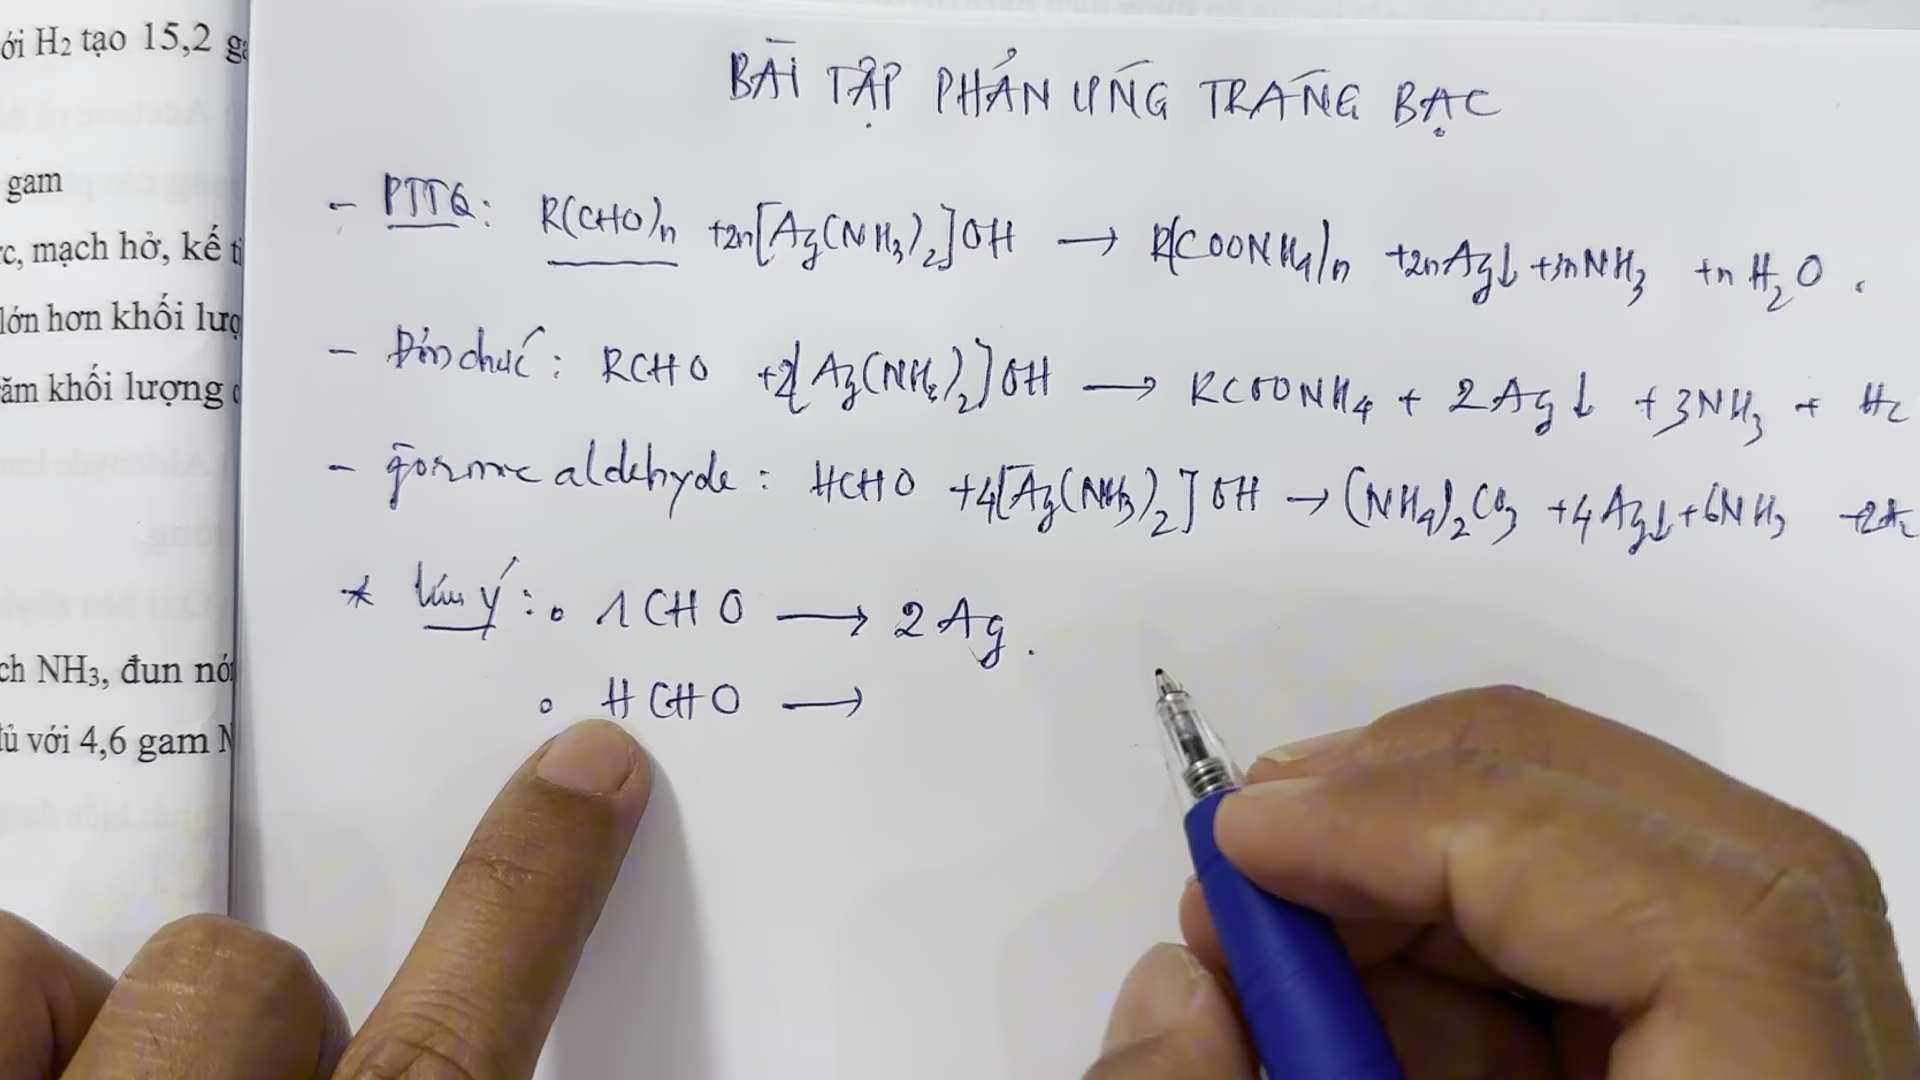 ới H2 tạo 15,2 g
gam
c, mạch hở, kế t
lớn hơn khối lượ
ăm khối lượng
ch NH3, đun nó
ủ với 4,6 gam N
BÀI TẬP PHẢN ỨNG TRÁNG BẠC
- PTTQ: R(CHO)n +2n[Ag(NH3)2]OH → R(COONH4)n +2nAg↓ +3nNH3 +nH2O.
- Đơn chức: RCHO +2[Ag(NH3)2]OH → RCOONH4 + 2Ag↓ +3NH3 + H2
- formic aldehyde: HCHO +4[Ag(NH3)2]OH → (NH4)2CO3 +4Ag↓+6NH3
* Lưu ý: ∘ 1CHO → 2Ag.
∘ HCHO →